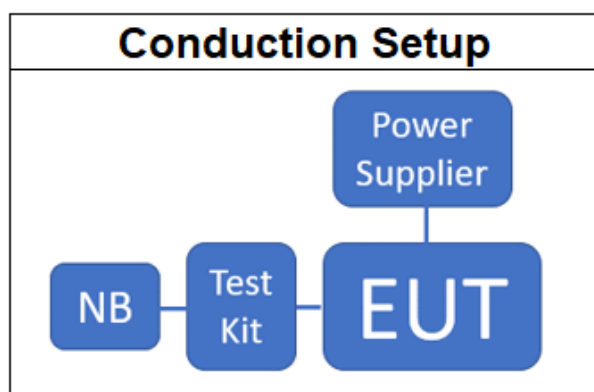 Conduction Setup
Power
Supplier
NB
Test
Kit
EUT